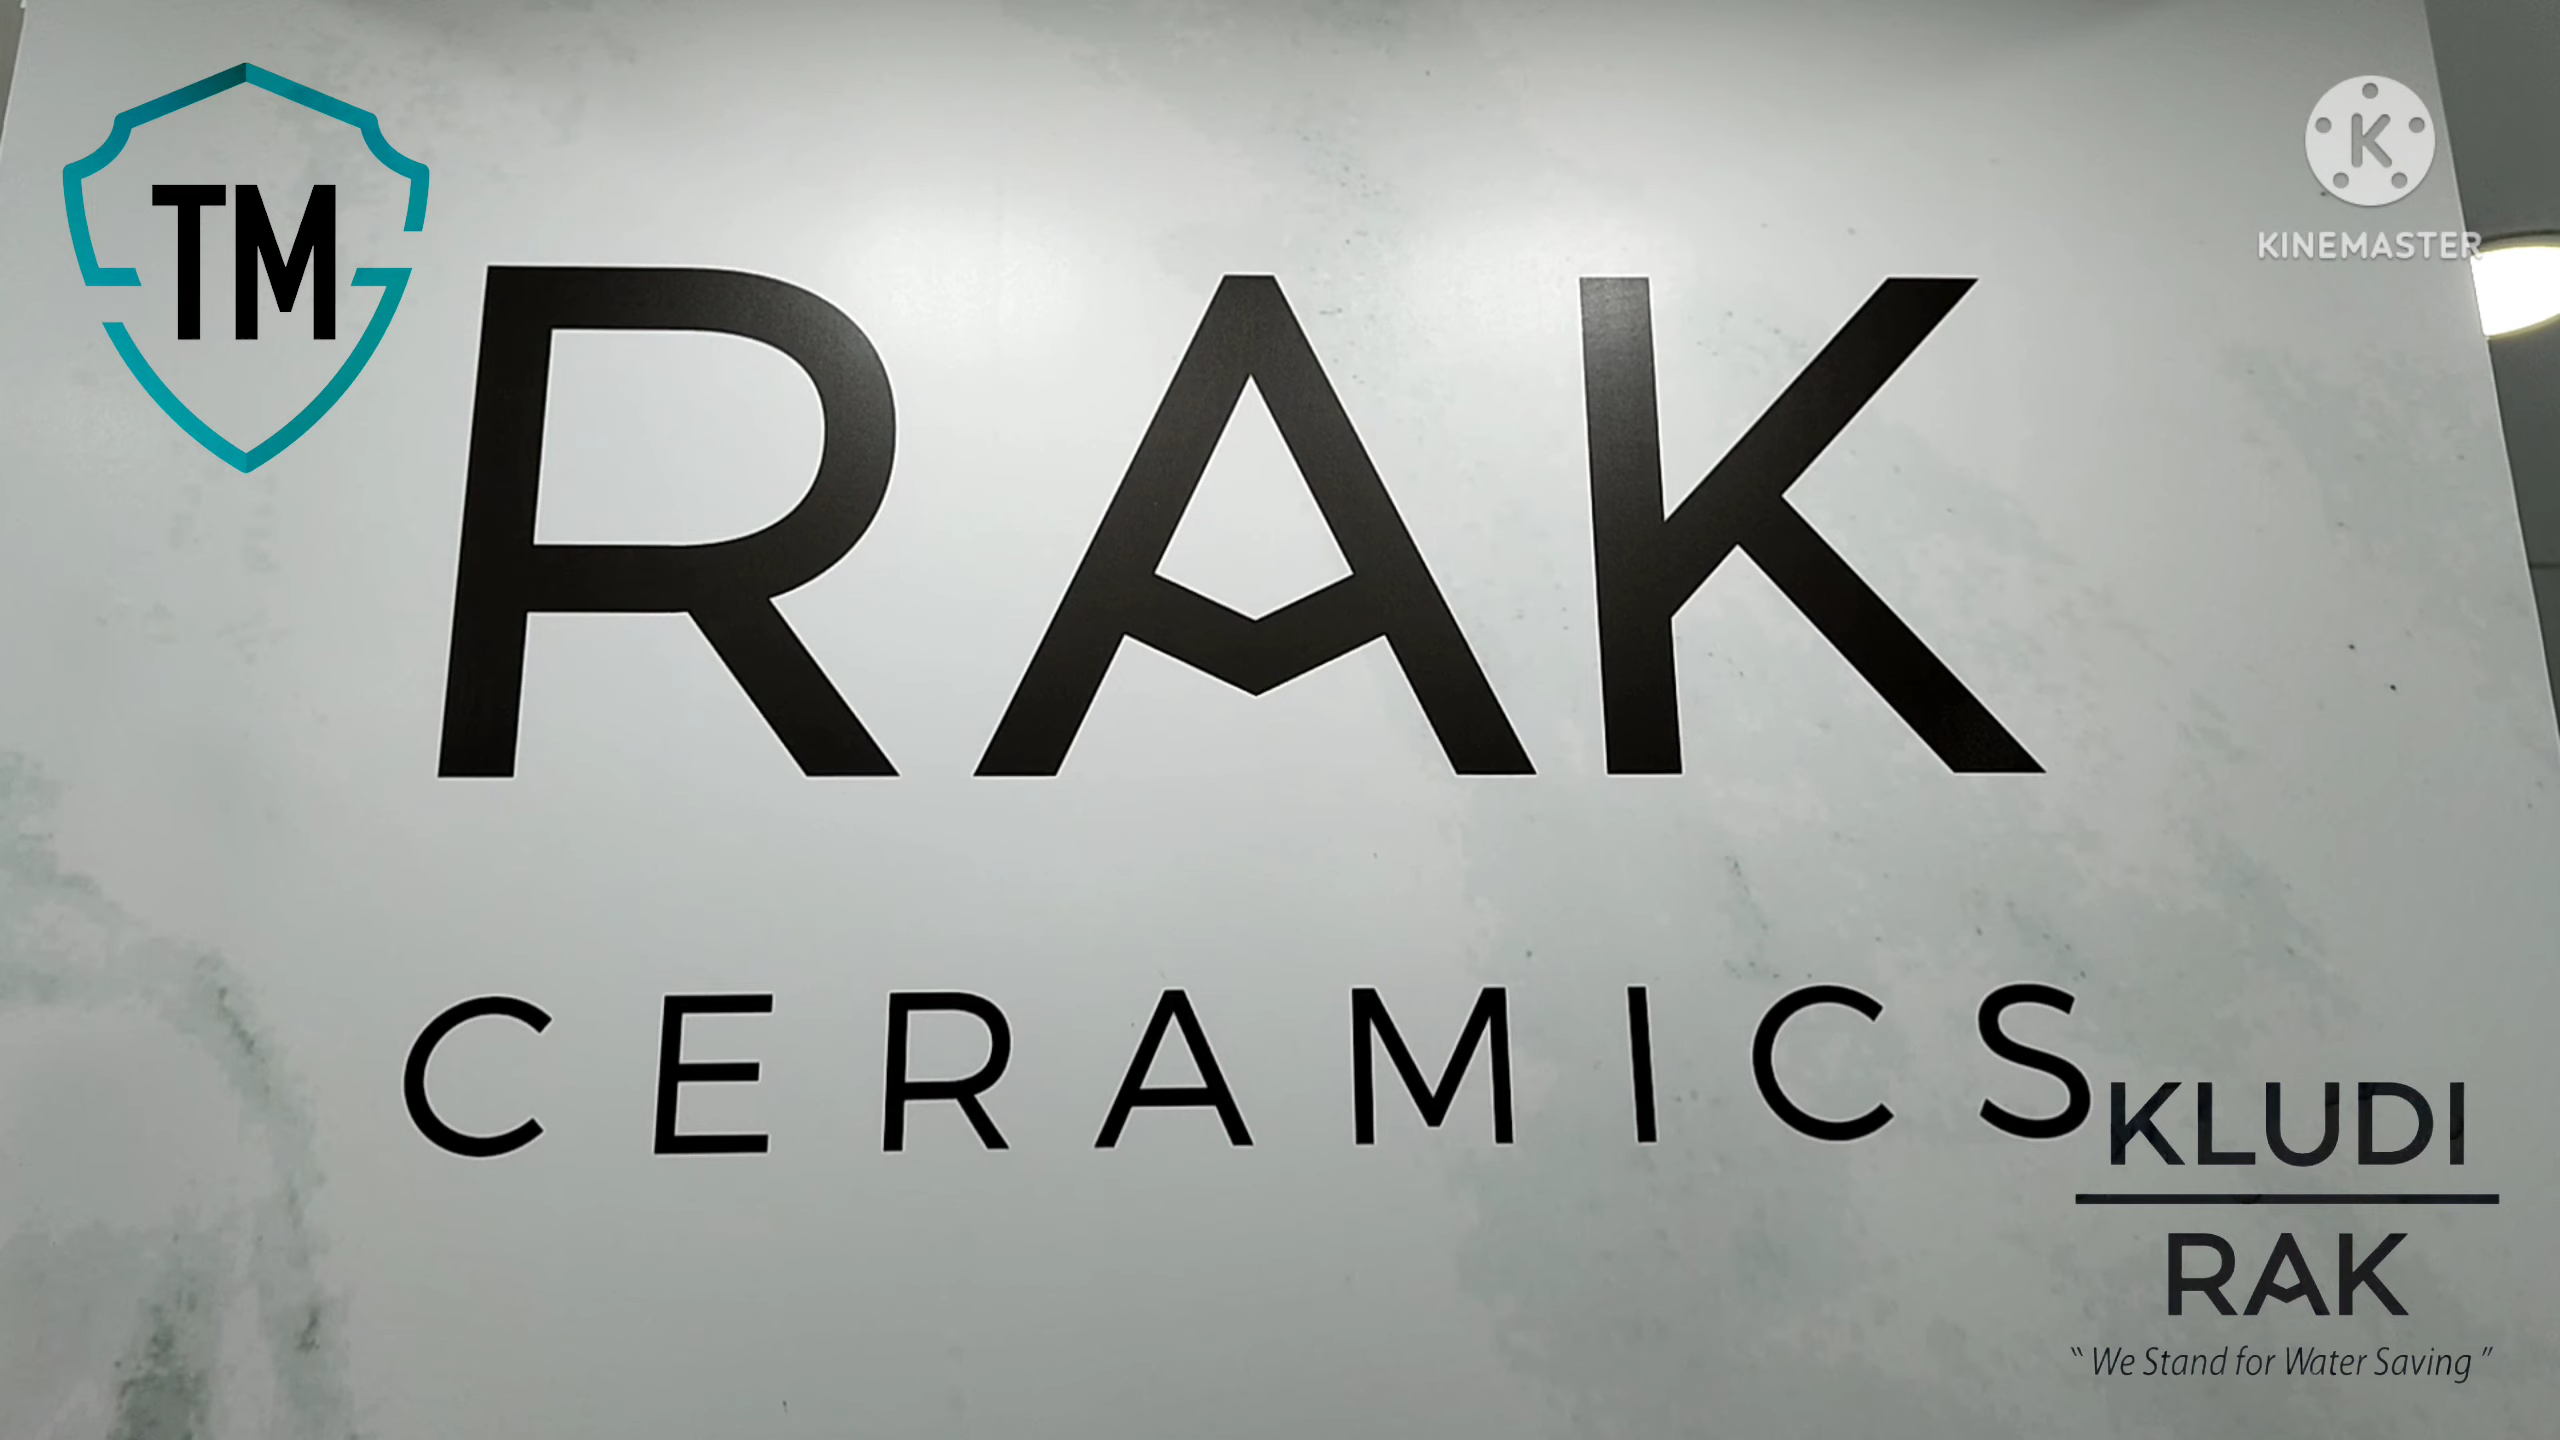 TM
K
KINEMASTER
RAK
CERAMICS
KLUDI
RAK
“ We Stand for Water Saving ”